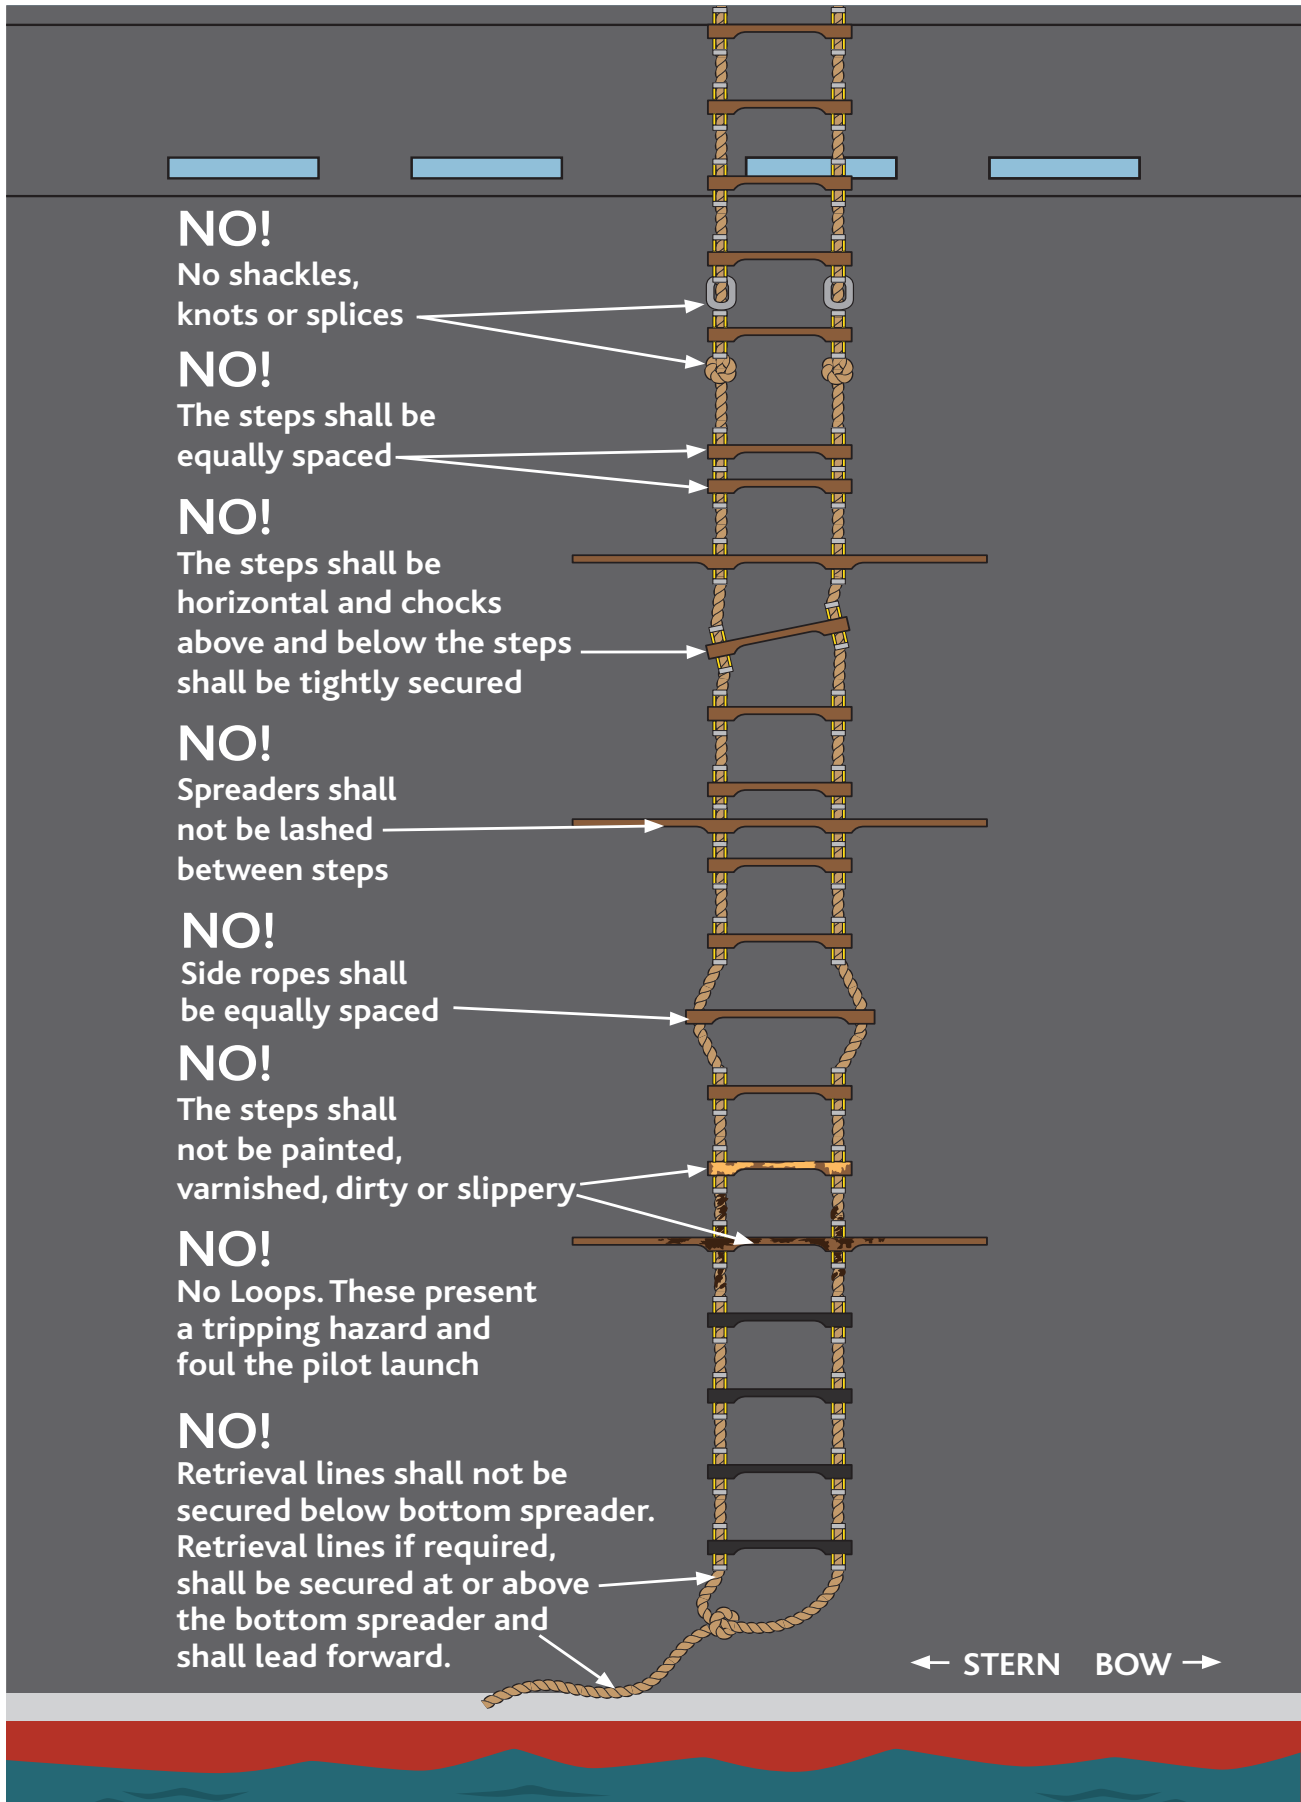 NO!
No shackles,
knots or splices
NO!
The steps shall be
equally spaced
NO!
The steps shall be
horizontal and chocks
above and below the steps
shall be tightly secured
NO!
Spreaders shall
not be lashed
between steps
NO!
Side ropes shall
be equally spaced
NO!
The steps shall
not be painted,
varnished, dirty or slippery
NO!
No Loops. These present
a tripping hazard and
foul the pilot launch
NO!
Retrieval lines shall not be
secured below bottom spreader.
Retrieval lines if required,
shall be secured at or above
the bottom spreader and
shall lead forward.
STERN BOW